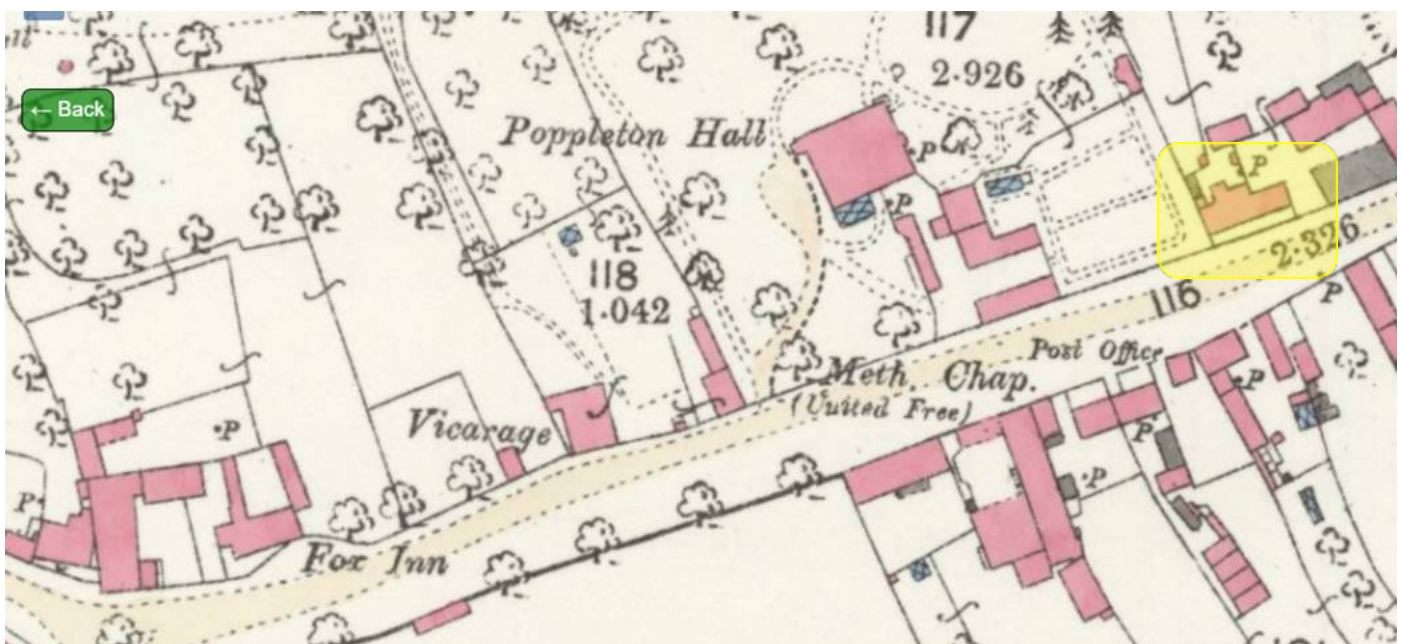 ← Back
117
2·926
Poppleton Hall
P
P
P
118
1·042
2·326
116
P
Post Office
Meth. Chap.
(United Free)
P
Vicarage
P
P
P
P
Fox Inn